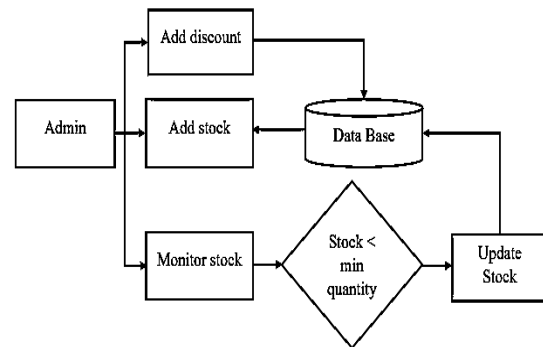 Add discount
Admin
Add stock
Data Base
Monitor stock
Stock <
min
quantity
Update
Stock